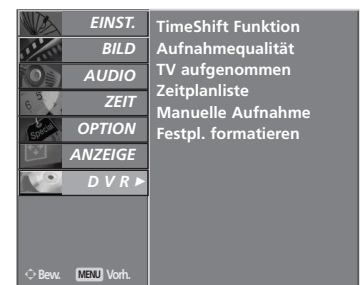 EINST.
BILD
AUDIO
ZEIT
OPTION
ANZEIGE
D V R ►
TimeShift Funktion
Aufnahmequalität
TV aufgenommen
Zeitplanliste
Manuelle Aufnahme
Festpl. formatieren
Bew. MENU Vorh.